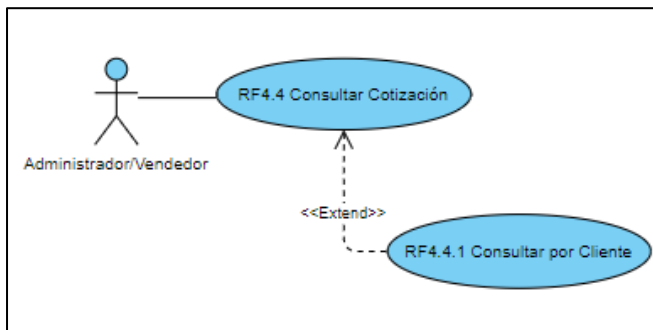 RF4.4 Consultar Cotización
Administrador/Vendedor
<<Extend>>
RF4.4.1 Consultar por Cliente